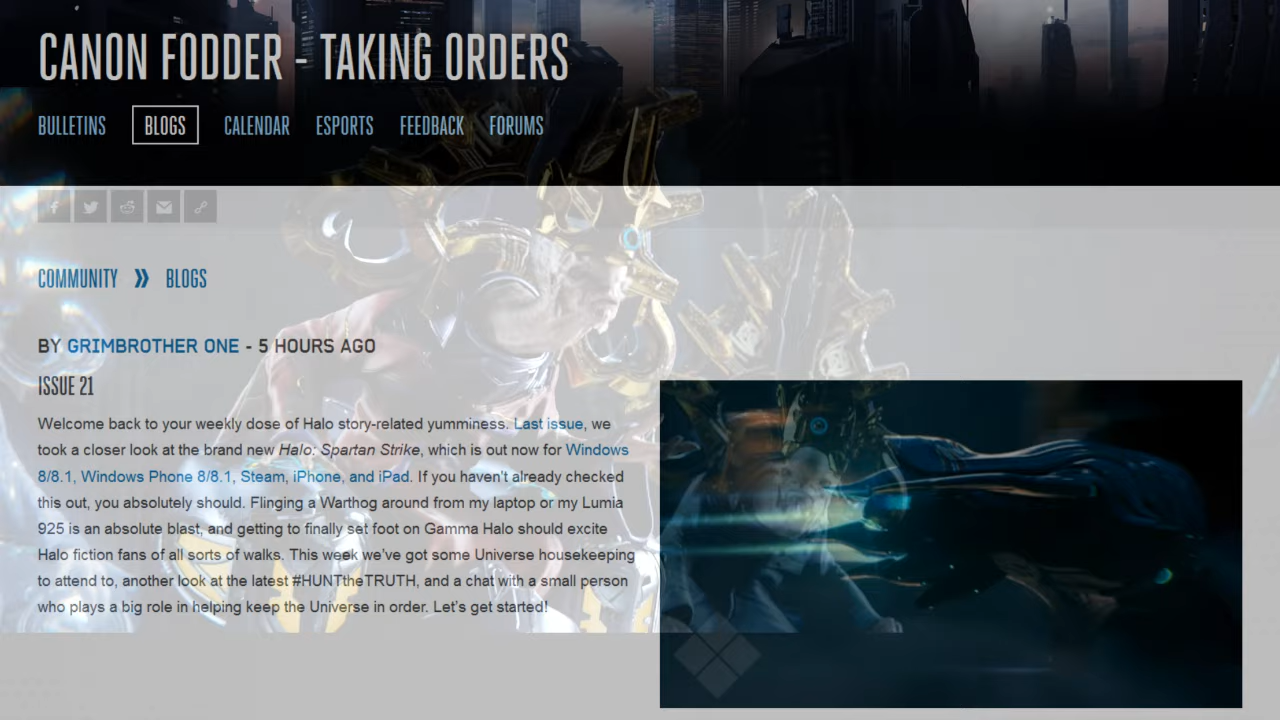 CANON FODDER - TAKING ORDERS
BULLETINS BLOGS CALENDAR ESPORTS FEEDBACK FORUMS
COMMUNITY » BLOGS
BY GRIMBROTHER ONE - 5 HOURS AGO
ISSUE 21
Welcome back to your weekly dose of Halo story-related yumminess. Last issue, we
took a closer look at the brand new Halo: Spartan Strike, which is out now for Windows
8/8.1, Windows Phone 8/8.1, Steam, iPhone, and iPad. If you haven't already checked
this out, you absolutely should. Flinging a Warthog around from my laptop or my Lumia
925 is an absolute blast, and getting to finally set foot on Gamma Halo should excite
Halo fiction fans of all sorts of walks. This week we've got some Universe housekeeping
to attend to, another look at the latest #HUNTtheTRUTH, and a chat with a small person
who plays a big role in helping keep the Universe in order. Let's get started!